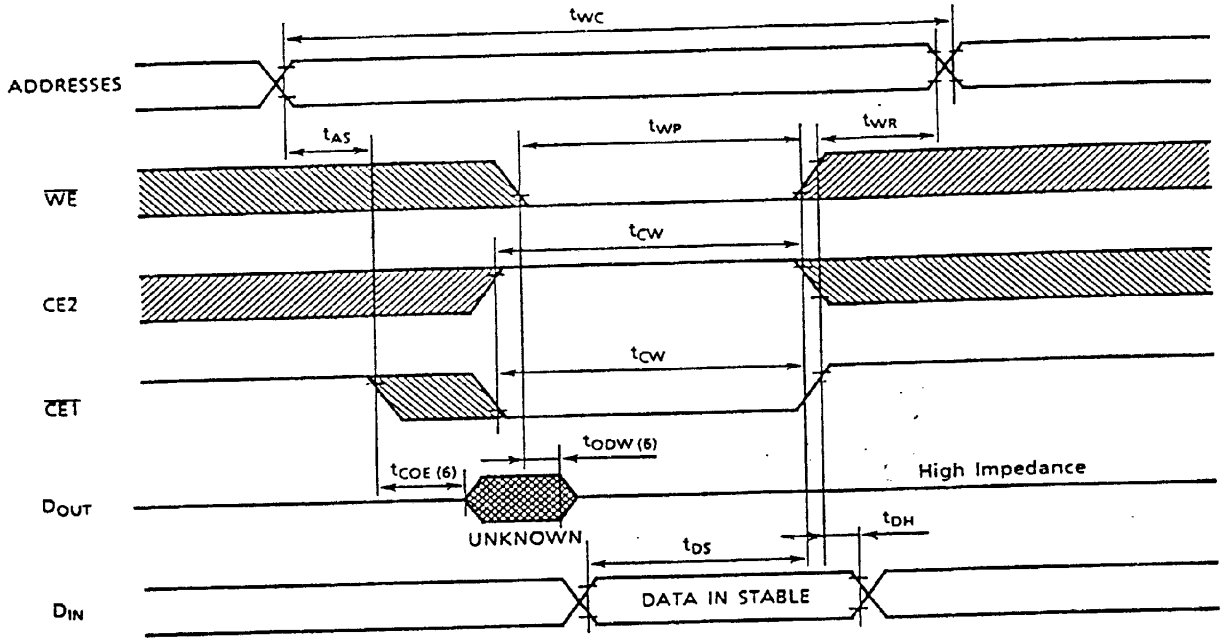 tWC
ADDRESSES
tAS
tWP
tWR
WE
tCW
CE2
tCW
CE1
tODW (6)
tCOE (6)
High Impedance
DOUT
UNKNOWN
tDH
tDS
DIN
DATA IN STABLE